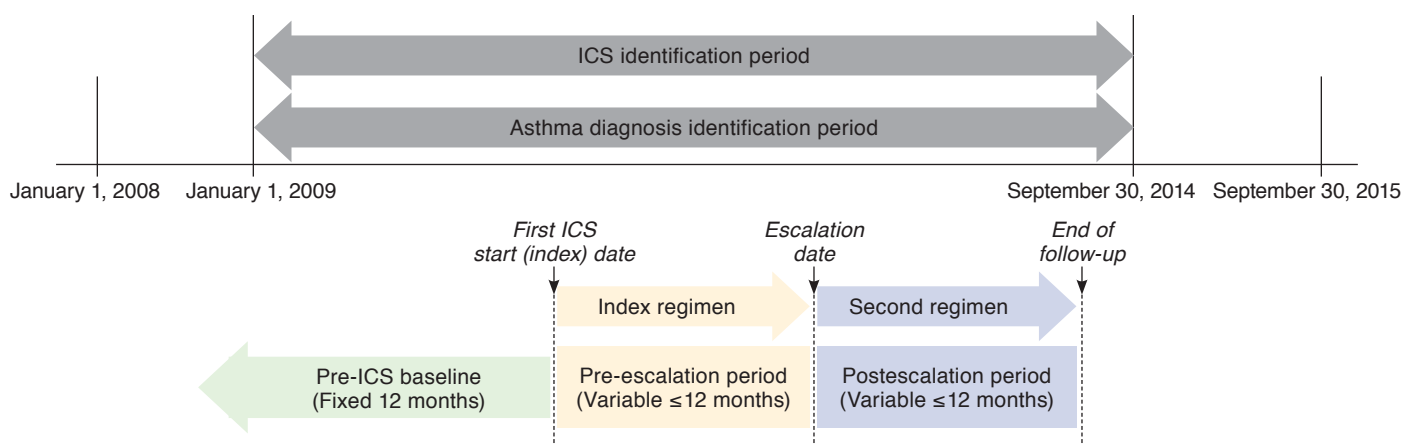 ICS identification period
Asthma diagnosis identification period
January 1, 2008
January 1, 2009
September 30, 2014
September 30, 2015
First ICS
start (index) date
Escalation
date
End of
follow-up
Index regimen
Second regimen
Pre-ICS baseline
(Fixed 12 months)
Pre-escalation period
(Variable ≤12 months)
Postescalation period
(Variable ≤12 months)